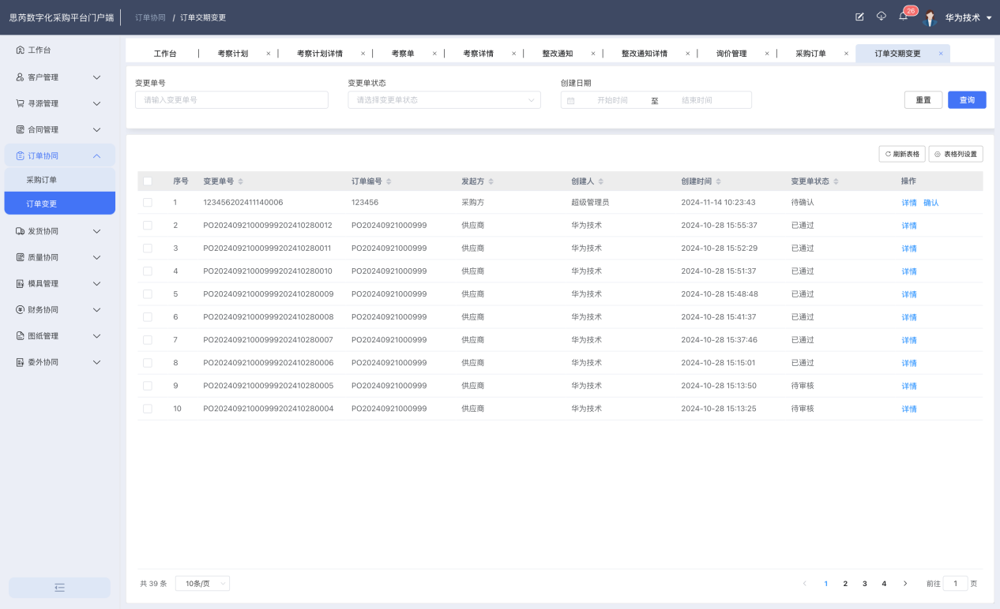 思芮数字化采购平台门户端 订单协同 / 订单交期变更 26 华为技术
工作台
客户管理
寻源管理
合同管理
订单协同
采购订单
订单变更
发货协同
质量协同
模具管理
财务协同
图纸管理
委外协同
工作台 考察计划 × 考察计划详情 × 考察单 × 考察详情 × 整改通知 × 整改通知详情 × 询价管理 × 采购订单 × 订单交期变更 ×
变更单号 变更单状态 创建日期
请输入变更单号 请选择变更单状态 开始时间 至 结束时间 重置 查询
刷新表格 表格列设置
序号 变更单号 订单编号 发起方 创建人 创建时间 变更单状态 操作
1 123456202411140006 123456 采购方 超级管理员 2024-11-14 10:23:43 待确认 详情 确认
2 PO20240921000999202410280012 PO20240921000999 供应商 华为技术 2024-10-28 15:55:37 已通过 详情
3 PO20240921000999202410280011 PO20240921000999 供应商 华为技术 2024-10-28 15:52:29 已通过 详情
4 PO20240921000999202410280010 PO20240921000999 供应商 华为技术 2024-10-28 15:51:37 已通过 详情
5 PO20240921000999202410280009 PO20240921000999 供应商 华为技术 2024-10-28 15:48:48 已通过 详情
6 PO20240921000999202410280008 PO20240921000999 供应商 华为技术 2024-10-28 15:41:37 已通过 详情
7 PO20240921000999202410280007 PO20240921000999 供应商 华为技术 2024-10-28 15:37:46 已通过 详情
8 PO20240921000999202410280006 PO20240921000999 供应商 华为技术 2024-10-28 15:15:01 已通过 详情
9 PO20240921000999202410280005 PO20240921000999 供应商 华为技术 2024-10-28 15:13:50 待审核 详情
10 PO20240921000999202410280004 PO20240921000999 供应商 华为技术 2024-10-28 15:13:25 待审核 详情
共 39 条 10条/页 1 2 3 4 前往 1 页